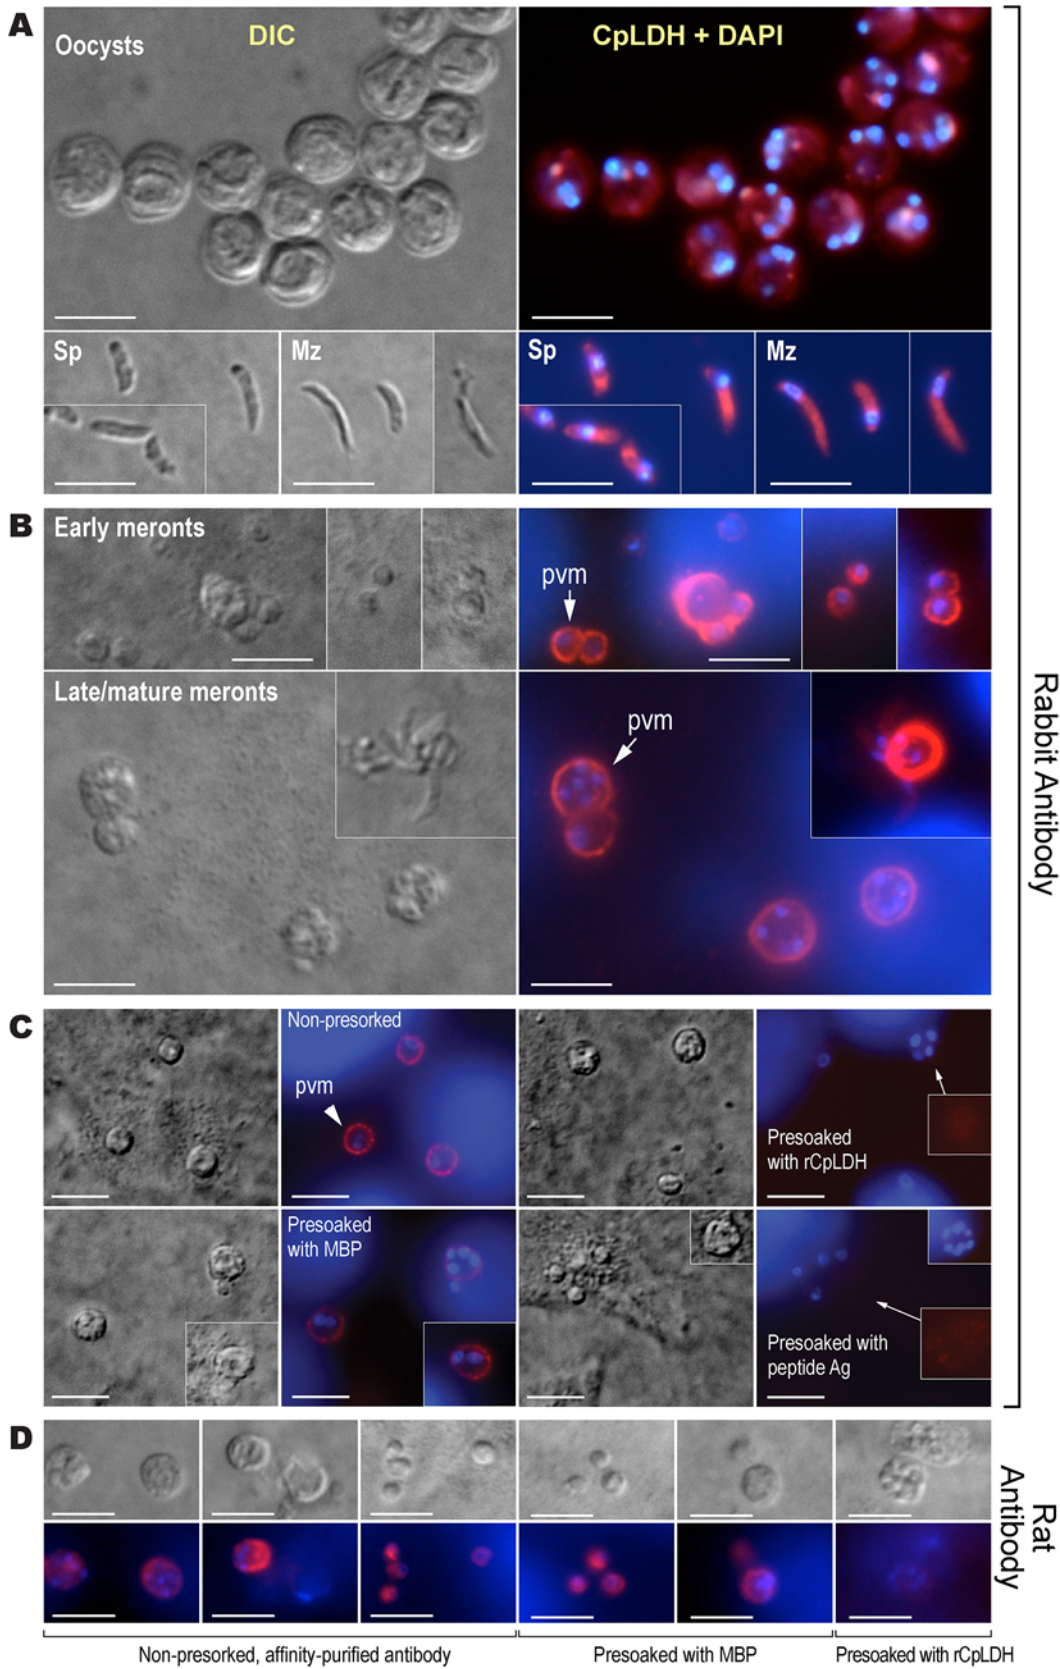 A
Oocysts
DIC
CpLDH + DAPI
Sp
Mz
Sp
Mz
B
Early meronts
pvm
Late/mature meronts
pvm
Rabbit Antibody
C
Non-presorked
pvm
Presoaked
with rCpLDH
Presoaked
with MBP
Presoaked with
peptide Ag
D
Rat
Antibody
Non-presorked, affinity-purified antibody
Presoaked with MBP
Presoaked with rCpLDH